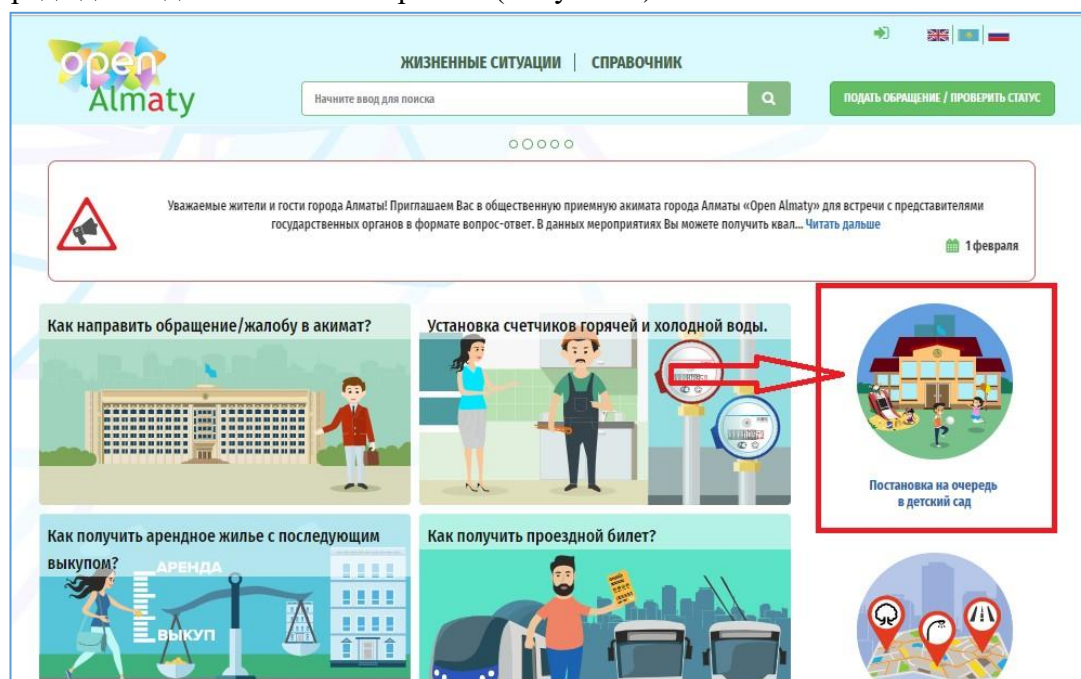 open
Almaty
ЖИЗНЕННЫЕ СИТУАЦИИ | СПРАВОЧНИК
Начните ввод для поиска
ПОДАТЬ ОБРАЩЕНИЕ / ПРОВЕРИТЬ СТАТУС
Уважаемые жители и гости города Алматы! Приглашаем Вас в общественную приемную акимата города Алматы «Open Almaty» для встречи с представителями
государственных органов в формате вопрос-ответ. В данных мероприятиях Вы можете получить квал... Читать дальше
1 февраля
Как направить обращение/жалобу в акимат?
Установка счетчиков горячей и холодной воды.
Постановка на очередь
в детский сад
Как получить арендное жилье с последующим
выкупом?
АРЕНДА
ВЫКУП
Как получить проездной билет?